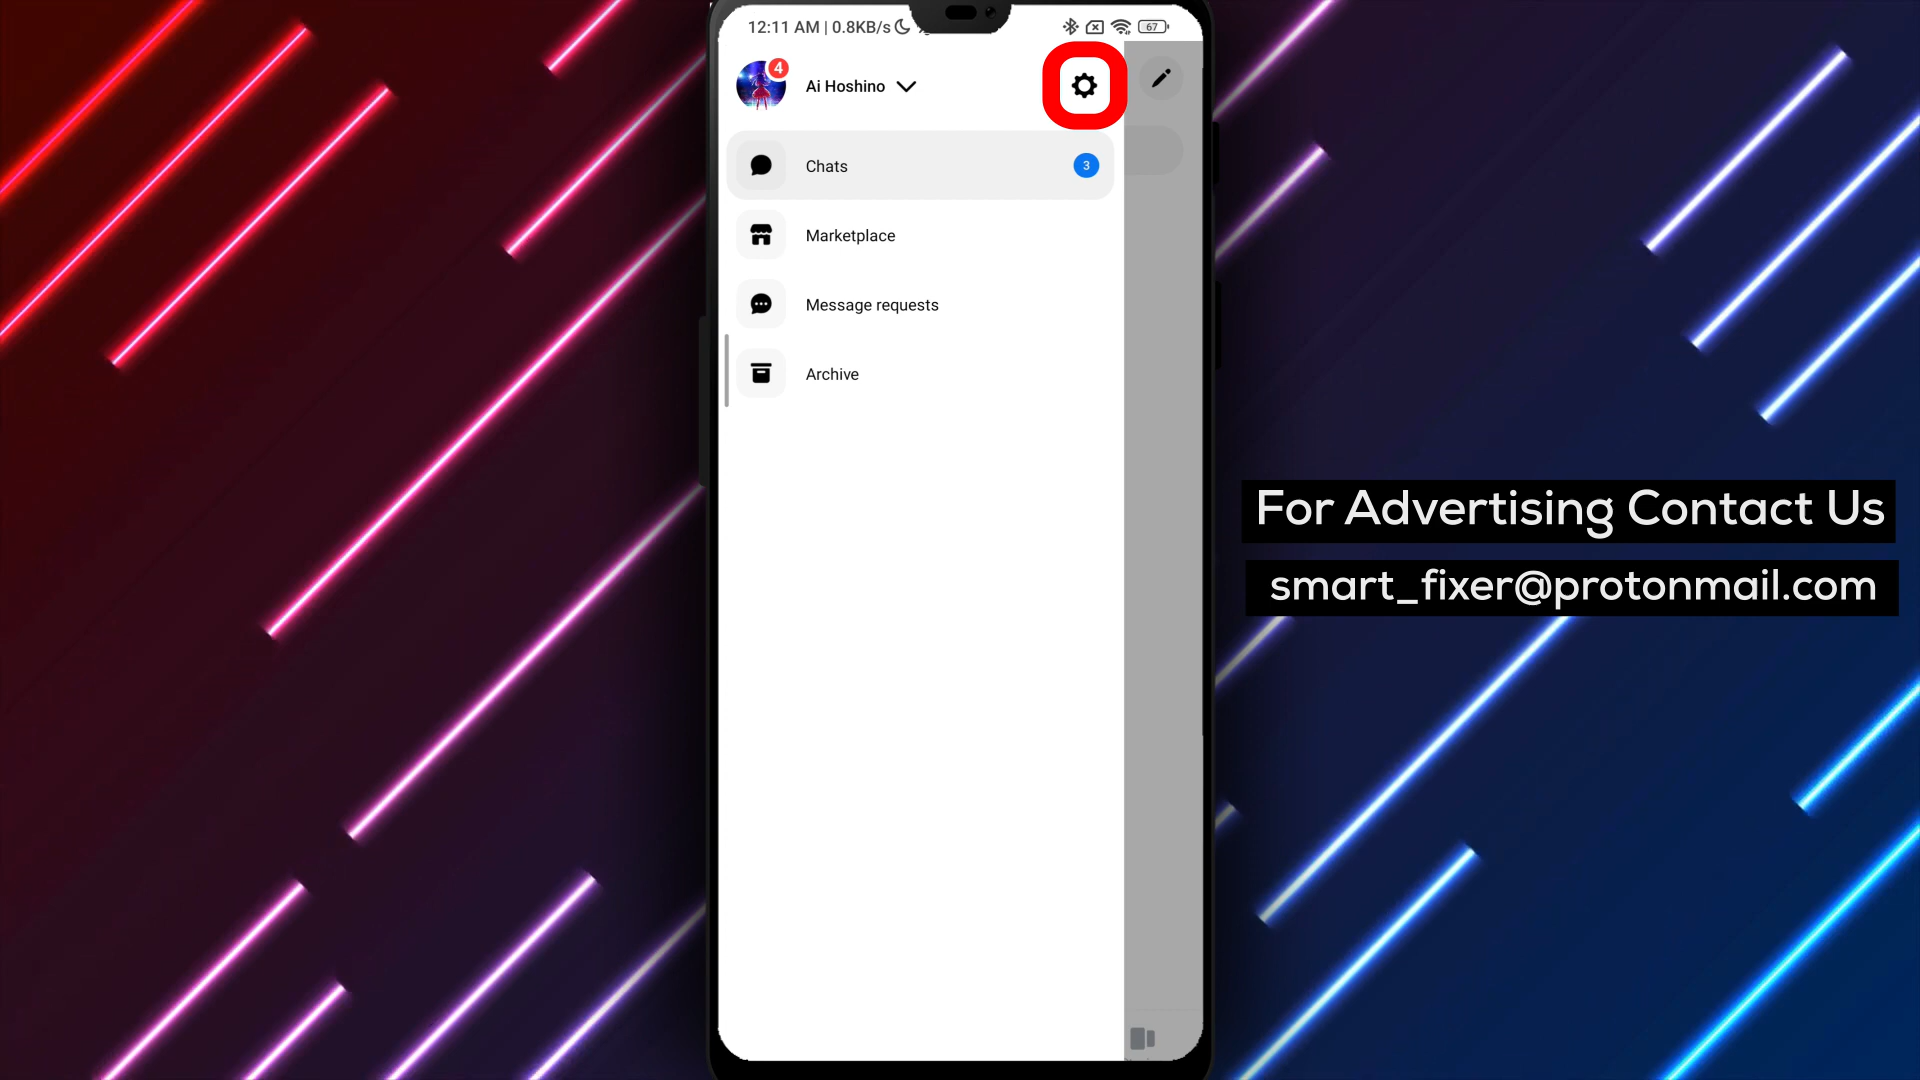 12:11 AM | 0.8KB/s
67
4
Ai Hoshino
Chats
3
Marketplace
Message requests
Archive
For Advertising Contact Us
smart_fixer@protonmail.com